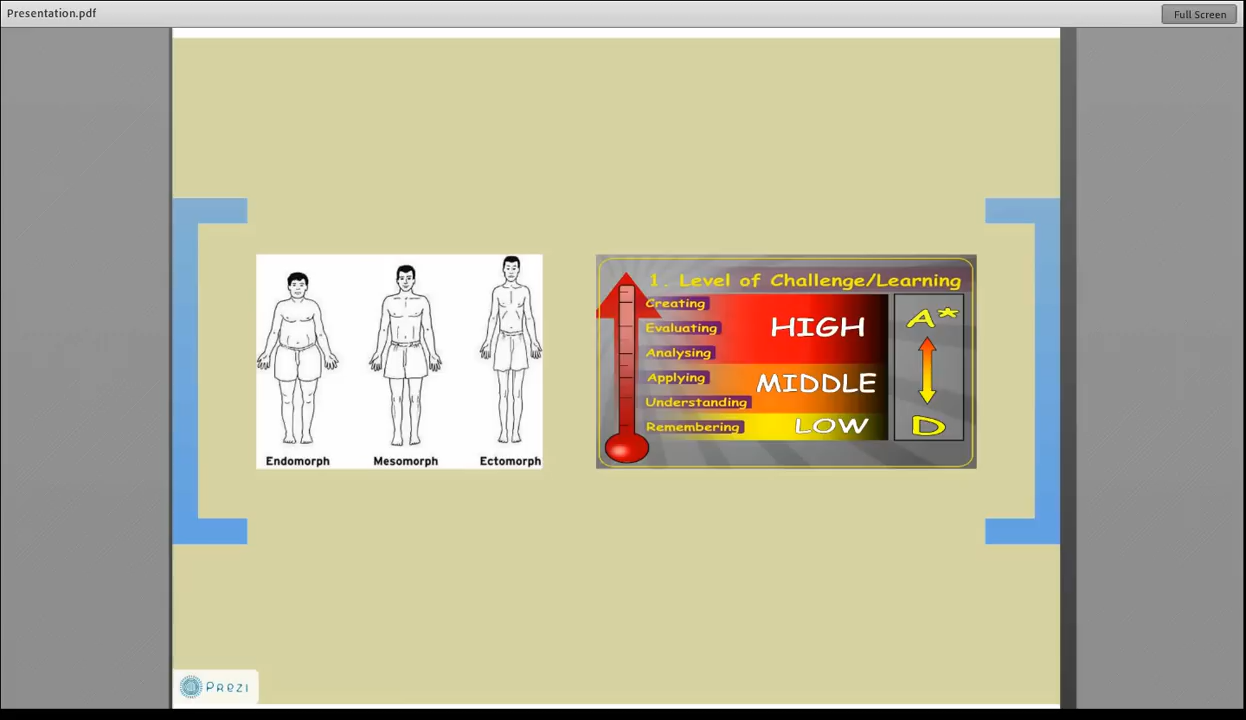 Presentation.pdf
Full Screen
Endomorph
Mesomorph
Ectomorph
1. Level of Challenge/Learning
Creating
Evaluating
Analysing
Applying
Understanding
Remembering
HIGH
MIDDLE
LOW
A*
D
Prezi